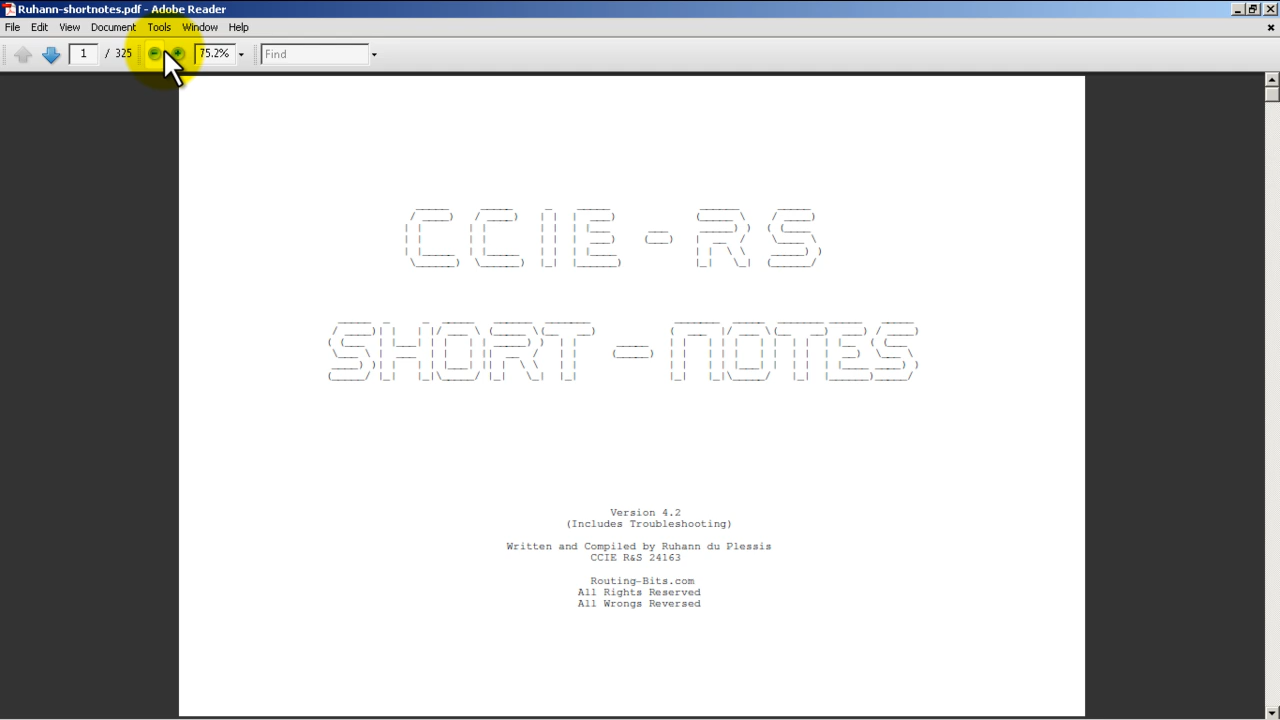 Ruhann-shortnotes.pdf - Adobe Reader
File Edit View Document Tools Window Help
1 / 325 75.2% Find
CCIE-RS
SHORT-NOTES
Version 4.2
(Includes Troubleshooting)
Written and Compiled by Ruhann du Plessis
CCIE R&S 24163
Routing-Bits.com
All Rights Reserved
All Wrongs Reversed